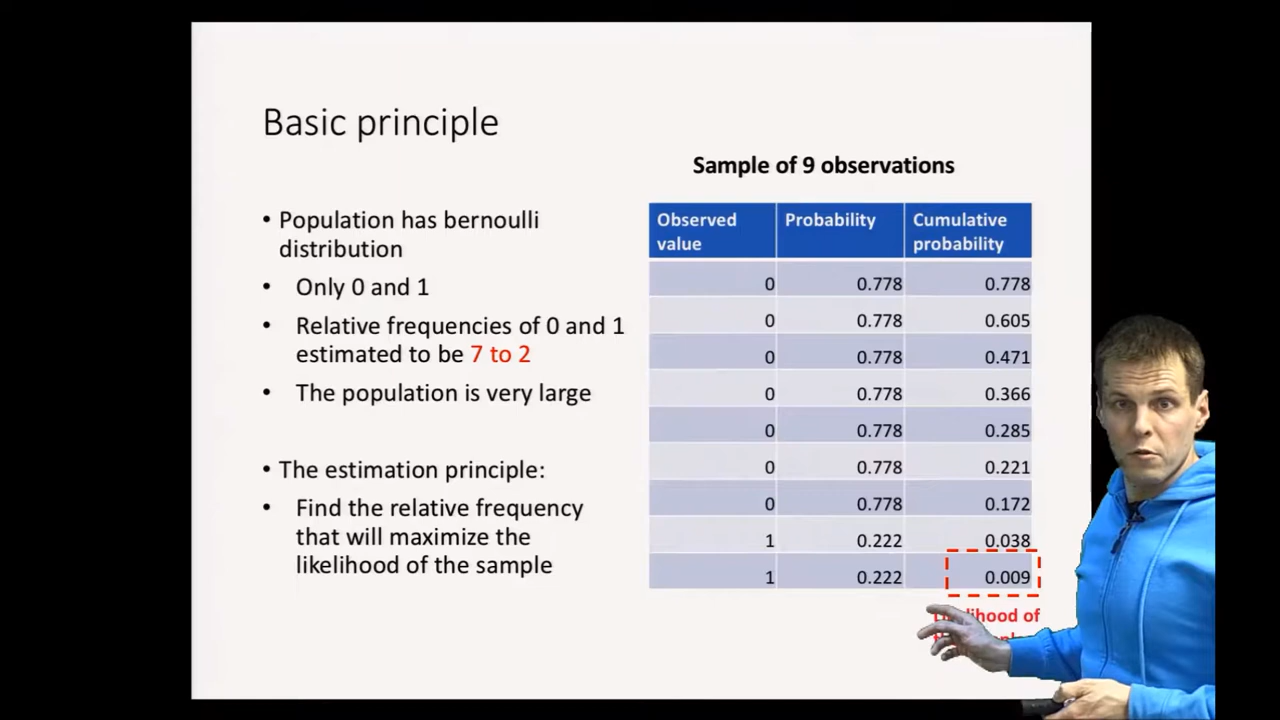 Basic principle
Sample of 9 observations
• Population has bernoulli
distribution
• Only 0 and 1
• Relative frequencies of 0 and 1
estimated to be 7 to 2
• The population is very large
• The estimation principle:
• Find the relative frequency
that will maximize the
likelihood of the sample
Observed value Probability Cumulative probability
0 0.778 0.778
0 0.778 0.605
0 0.778 0.471
0 0.778 0.366
0 0.778 0.285
0 0.778 0.221
0 0.778 0.172
1 0.222 0.038
1 0.222 0.009
Likelihood of